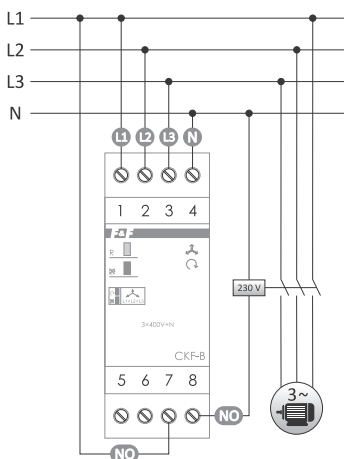 L1
L2
L3
N
L1 L2 L3 N
1 2 3 4
F&F
R
3×400V+N
CKF-B
5 6 7 8
NO
NO
230 V
3~